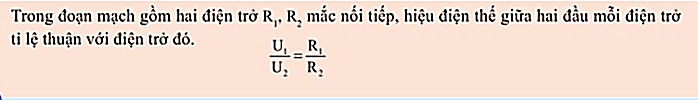 Trong đoạn mạch gồm hai điện trở R₁, R₂ mắc nối tiếp, hiệu điện thế giữa hai đầu mỗi điện trở
tỉ lệ thuận với điện trở đó.
U₁/U₂ = R₁/R₂